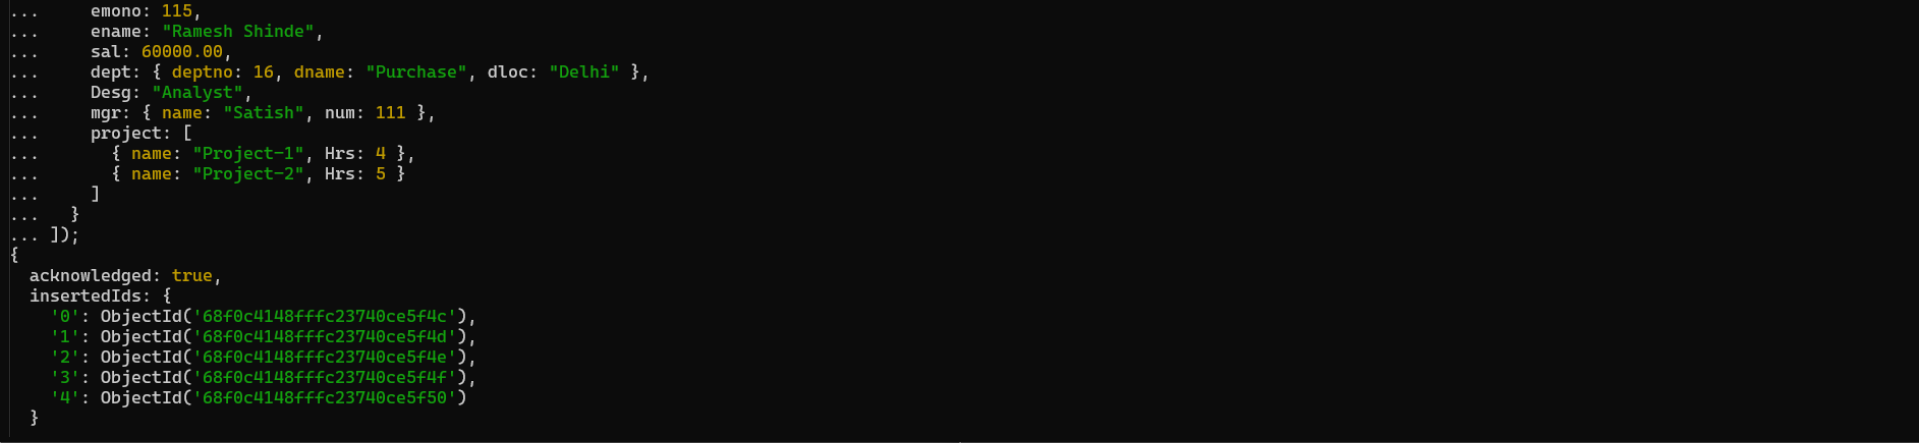 ...     emono: 115,
...     ename: "Ramesh Shinde",
...     sal: 60000.00,
...     dept: { deptno: 16, dname: "Purchase", dloc: "Delhi" },
...     Desg: "Analyst",
...     mgr: { name: "Satish", num: 111 },
...     project: [
...       { name: "Project-1", Hrs: 4 },
...       { name: "Project-2", Hrs: 5 }
...     ]
...   }
... ]);
{
  acknowledged: true,
  insertedIds: {
    '0': ObjectId('68f0c4148fffc23740ce5f4c'),
    '1': ObjectId('68f0c4148fffc23740ce5f4d'),
    '2': ObjectId('68f0c4148fffc23740ce5f4e'),
    '3': ObjectId('68f0c4148fffc23740ce5f4f'),
    '4': ObjectId('68f0c4148fffc23740ce5f50')
  }